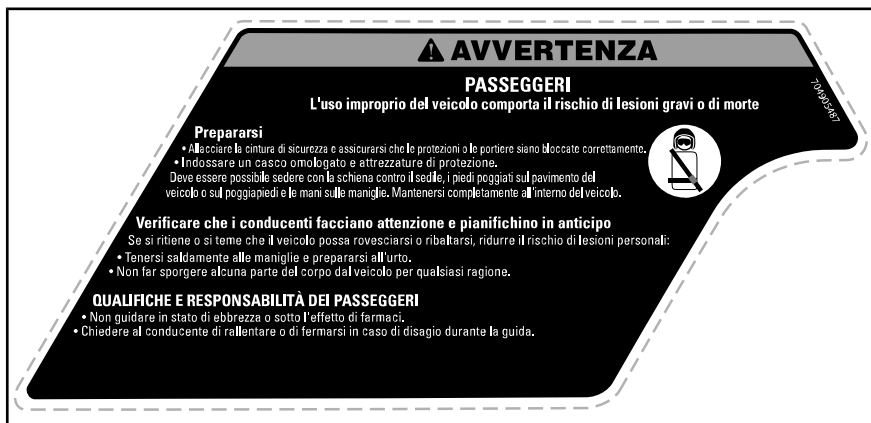 ⚠ AVVERTENZA
PASSEGGERI
L'uso improprio del veicolo comporta il rischio di lesioni gravi o di morte
704905487
Prepararsi
• Allacciare la cintura di sicurezza e assicurarsi che le protezioni o le portiere siano bloccate correttamente.
• Indossare un casco omologato e attrezzature di protezione.
Deve essere possibile sedere con la schiena contro il sedile, i piedi poggiati sul pavimento del
veicolo o sul poggiapiedi e le mani sulle maniglie. Mantenersi completamente all'interno del veicolo.
Verificare che i conducenti facciano attenzione e pianifichino in anticipo
Se si ritiene o si teme che il veicolo possa rovesciarsi o ribaltarsi, ridurre il rischio di lesioni personali:
• Tenersi saldamente alle maniglie e prepararsi all'urto.
• Non far sporgere alcuna parte del corpo dal veicolo per qualsiasi ragione.
QUALIFICHE E RESPONSABILITÀ DEI PASSEGGERI
• Non guidare in stato di ebbrezza o sotto l'effetto di farmaci.
• Chiedere al conducente di rallentare o di fermarsi in caso di disagio durante la guida.